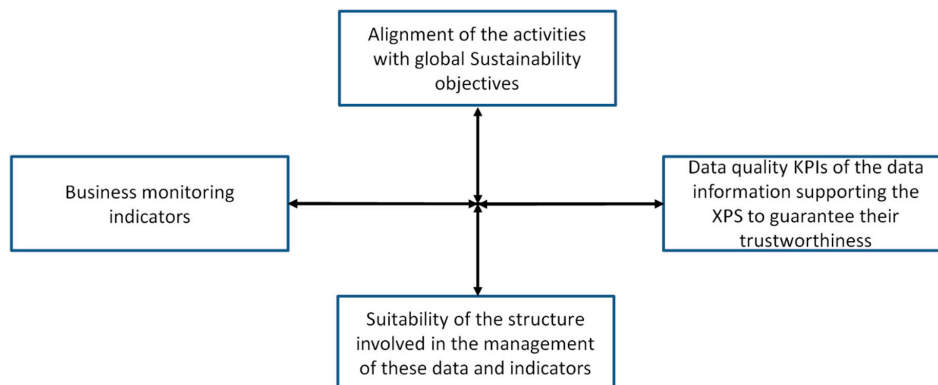 Alignment of the activities
with global Sustainability
objectives
Business monitoring
indicators
Data quality KPIs of the data
information supporting the
XPS to guarantee their
trustworthiness
Suitability of the structure
involved in the management
of these data and indicators